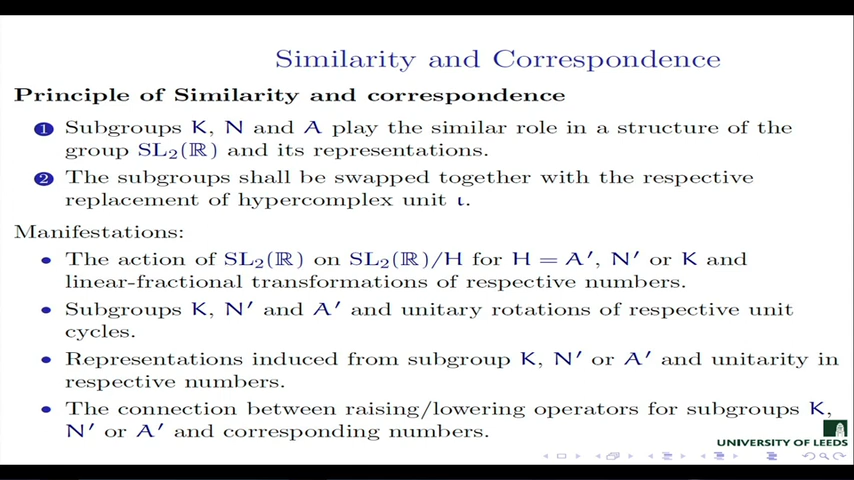 Similarity and Correspondence
Principle of Similarity and correspondence
1 Subgroups K, N and A play the similar role in a structure of the
group SL₂(ℝ) and its representations.
2 The subgroups shall be swapped together with the respective
replacement of hypercomplex unit ι.
Manifestations:
• The action of SL₂(ℝ) on SL₂(ℝ)/H for H = A′, N′ or K and
linear-fractional transformations of respective numbers.
• Subgroups K, N′ and A′ and unitary rotations of respective unit
cycles.
• Representations induced from subgroup K, N′ or A′ and unitarity in
respective numbers.
• The connection between raising/lowering operators for subgroups K,
N′ or A′ and corresponding numbers.
UNIVERSITY OF LEEDS